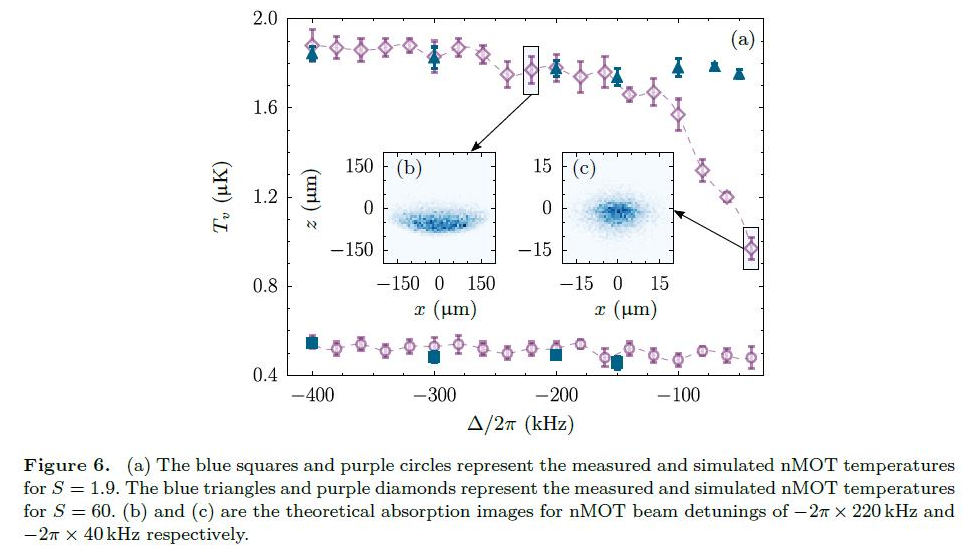 2.0
(a)
1.6
1.2
0.8
0.4
T_v (μK)
150
(b)
0
−150
z (μm)
−150 0 150
x (μm)
15
(c)
0
−15
−15 0 15
x (μm)
−400 −300 −200 −100
Δ/2π (kHz)
Figure 6. (a) The blue squares and purple circles represent the measured and simulated nMOT temperatures
for S = 1.9. The blue triangles and purple diamonds represent the measured and simulated nMOT temperatures
for S = 60. (b) and (c) are the theoretical absorption images for nMOT beam detunings of −2π × 220 kHz and
−2π × 40 kHz respectively.